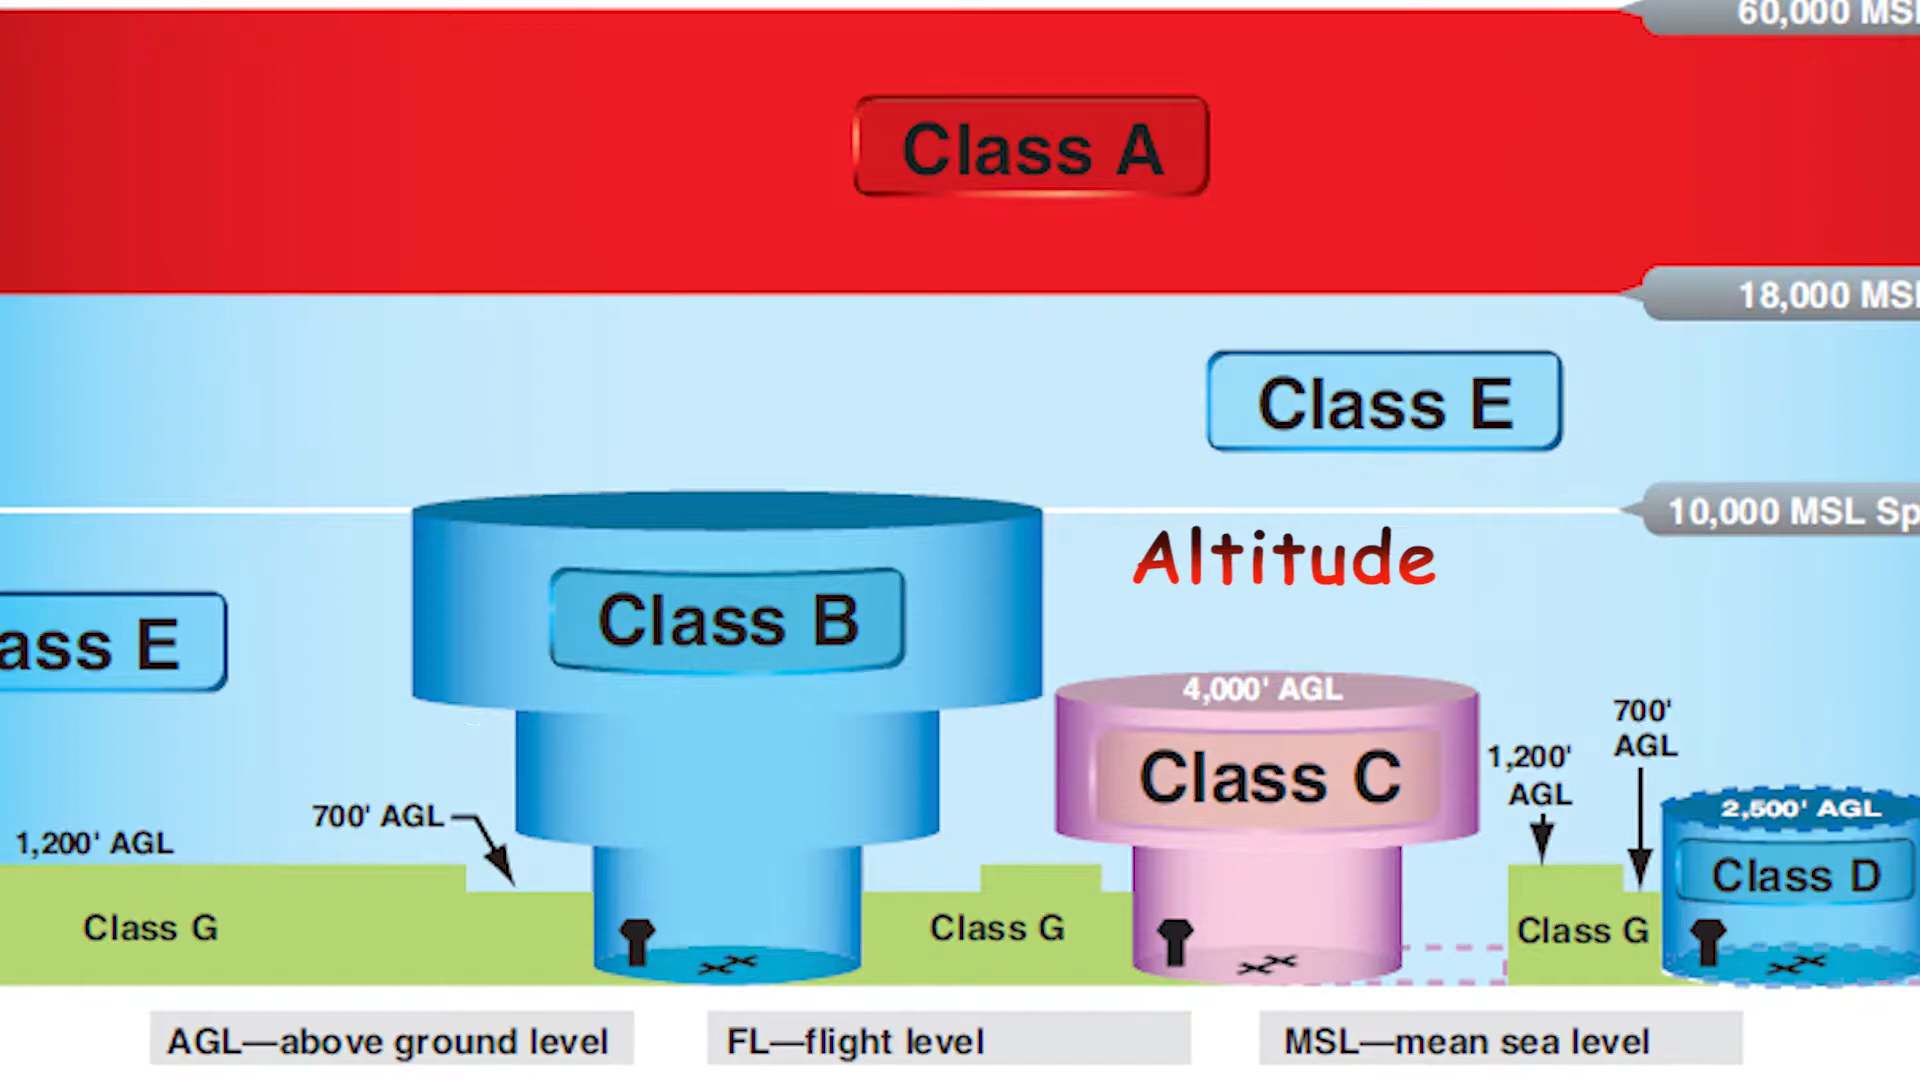 60,000 MSL
Class A
18,000 MSL
Class E
10,000 MSL Sp
Altitude
Class B
ass E
4,000' AGL
Class C
700'
AGL
1,200'
AGL
2,500' AGL
Class D
700' AGL
1,200' AGL
Class G
Class G
Class G
AGL—above ground level
FL—flight level
MSL—mean sea level